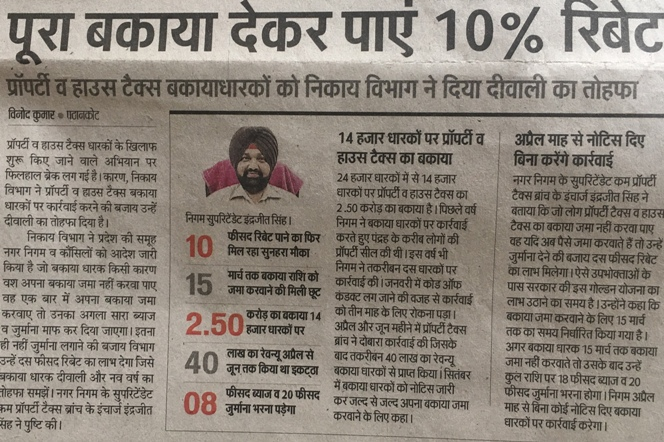 पूरा बकाया देकर पाएं 10% रिबेट
प्रॉपर्टी व हाउस टैक्स बकायाधारकों को निकाय विभाग ने दिया दीवाली का तोहफा
विनोद कुमार • पठानकोट
प्रॉपर्टी व हाउस टैक्स धारकों के खिलाफ
शुरू किए जाने वाले अभियान पर
फिलहाल ब्रेक लग गई है। कारण, निकाय
विभाग ने प्रॉपर्टी व हाउस टैक्स बकाया
धारकों पर कार्रवाई करने की बजाय उन्हें
दीवाली का तोहफा दिया है।
निकाय विभाग ने प्रदेश की समूह
नगर निगम व कौंसिलों को आदेश जारी
किया है जो बकाया धारक किसी कारण
वश अपना बकाया जमा नहीं करवा पाए
वह एक बार में अपना बकाया जमा
करवाए तो उनका अगला सारा ब्याज
व जुर्माना माफ कर दिया जाएगा। इतना
ही नहीं जुर्माना लगाने की बजाय विभाग
उन्हें दस फीसद रिबेट का लाभ देगा जिसे
बकाया धारक दीवाली और नव वर्ष का
तोहफा समझें। नगर निगम के सुपरिटेंडेंट
कम प्रॉपर्टी टैक्स ब्रांच के इंचार्ज इंद्रजीत
सिंह ने पुष्टि की।
निगम सुपरिटेंडेंट इंद्रजीत सिंह।
10 फीसद रिबेट पाने का फिर
मिल रहा सुनहरा मौका
15 मार्च तक बकाया राशि को
जमा करवाने की मिली छूट
2.50 करोड़ का बकाया 14
हजार धारकों पर
40 लाख का रेवन्यू अप्रैल से
जून तक किया था इकट्ठा
08 फीसद ब्याज व 20 फीसद
जुर्माना भरना पड़ेगा
14 हजार धारकों पर प्रॉपर्टी व
हाउस टैक्स का बकाया
24 हजार धारकों में से 14 हजार
धारकों पर प्रॉपर्टी व हाउस टैक्स का
2.50 करोड़ का बकाया है। पिछले वर्ष
निगम ने बकाया धारकों पर कार्रवाई
करते हुए पंद्रह के करीब लोगों की
प्रॉपर्टी सील की थी। इस वर्ष भी
निगम ने तकरीबन दस धारकों पर
कार्रवाई की। जनवरी में कोड ऑफ
कंडक्ट लग जाने की वजह से कार्रवाई
को तीन माह के लिए रोकना पड़ा।
अप्रैल और जून महीने में प्रॉपर्टी टैक्स
ब्रांच ने दोबारा कार्रवाई की जिसके
बाद तकरीबन 40 लाख का रेवन्यू
बकाया धारकों से प्राप्त किया। सितंबर
में बकाया धारकों को नोटिस जारी
कर जल्द से जल्द अपना बकाया जमा
करवाने के लिए कहा।
अप्रैल माह से नोटिस दिए
बिना करेंगे कार्रवाई
नगर निगम के सुपरिटेंडेंट कम प्रॉपर्टी
टैक्स ब्रांच के इंचार्ज इंद्रजीत सिंह ने
बताया कि जो लोग प्रॉपर्टी टैक्स व हाउस
टैक्स का बकाया जमा नहीं करवा पाए
वह यदि अब पैसे जमा करवाते हैं तो उन्हें
जुर्माना देने की बजाय दस फीसद रिबेट
का लाभ मिलेगा। ऐसे उपभोक्ताओं के
पास सरकार की इस गोल्डन योजना का
लाभ उठाने का समय है। उन्होंने कहा कि
बकाया जमा करवाने के लिए 15 मार्च
तक का समय निर्धारित किया गया है।
अगर बकाया धारक 15 मार्च तक बकाया
जमा नहीं करवाते तो उसके बाद उन्हें
कुल राशि पर 18 फीसद ब्याज व 20
फीसद जुर्माना भरना होगा। निगम अप्रैल
माह से बिना कोई नोटिस दिए बकाया
धारकों पर कार्रवाई करेगा।